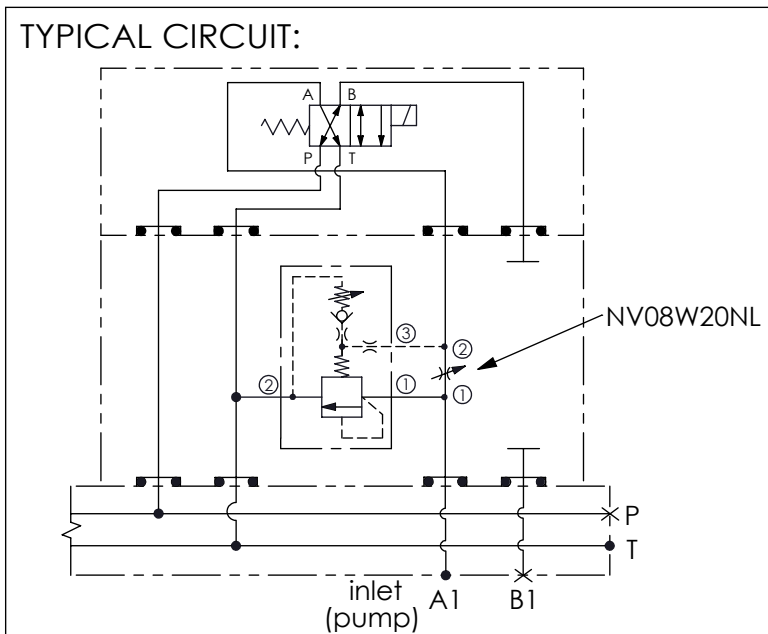 TYPICAL CIRCUIT:
A B
P T
NV08W20NL
③
②
② ① ①
P
T
inlet
(pump) A1 B1